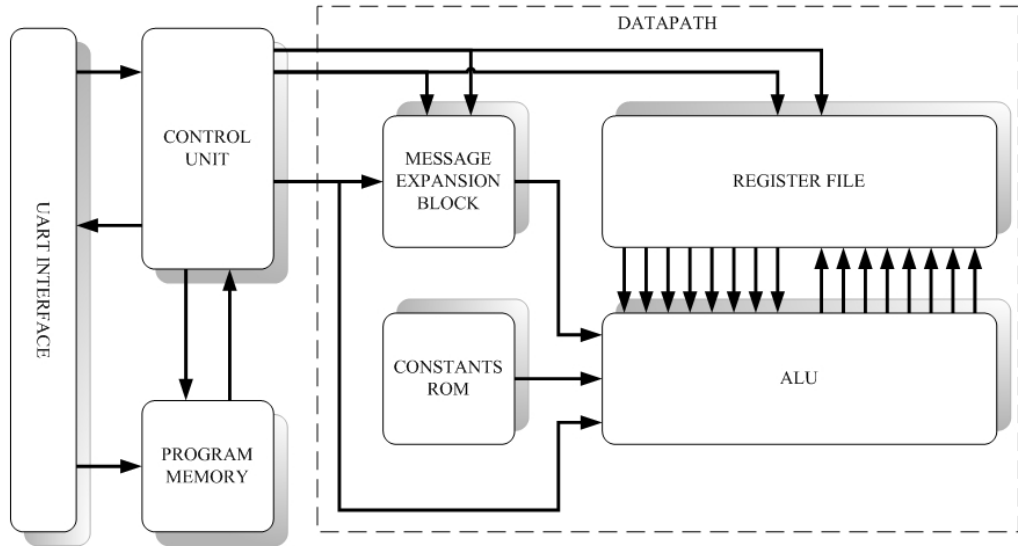 DATAPATH
UART INTERFACE
CONTROL
UNIT
MESSAGE
EXPANSION
BLOCK
REGISTER FILE
CONSTANTS
ROM
ALU
PROGRAM
MEMORY